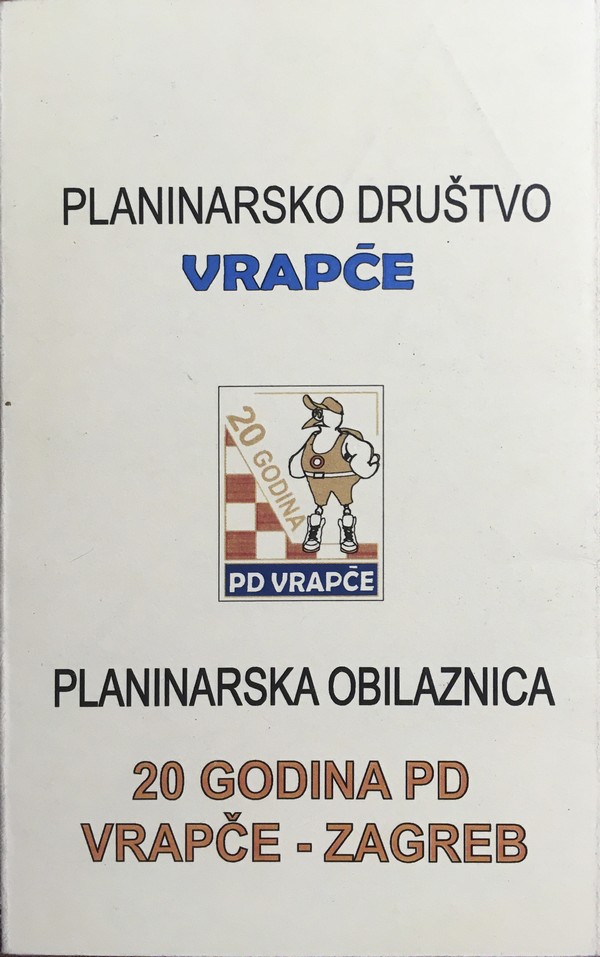 PLANINARSKO DRUŠTVO
VRAPČE
20 GODINA
PD VRAPČE
PLANINARSKA OBILAZNICA
20 GODINA PD
VRAPČE - ZAGREB